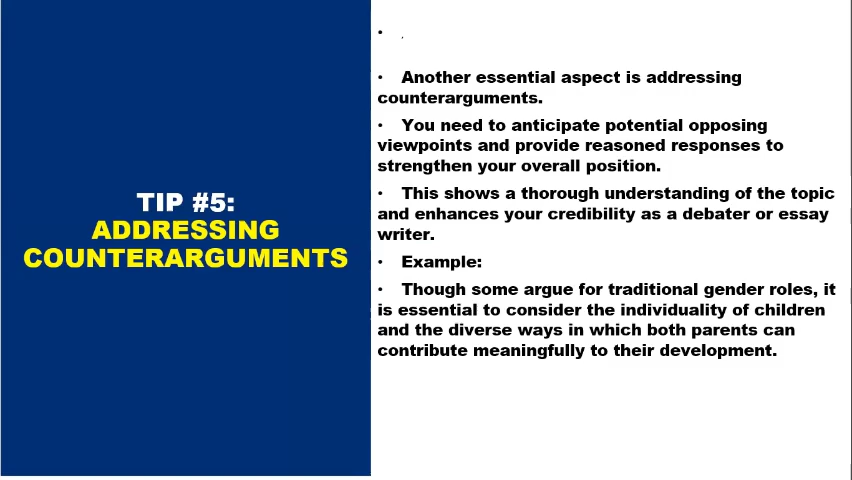 TIP #5:
ADDRESSING
COUNTERARGUMENTS
• .
• Another essential aspect is addressing
counterarguments.
• You need to anticipate potential opposing
viewpoints and provide reasoned responses to
strengthen your overall position.
• This shows a thorough understanding of the topic
and enhances your credibility as a debater or essay
writer.
• Example:
• Though some argue for traditional gender roles, it
is essential to consider the individuality of children
and the diverse ways in which both parents can
contribute meaningfully to their development.